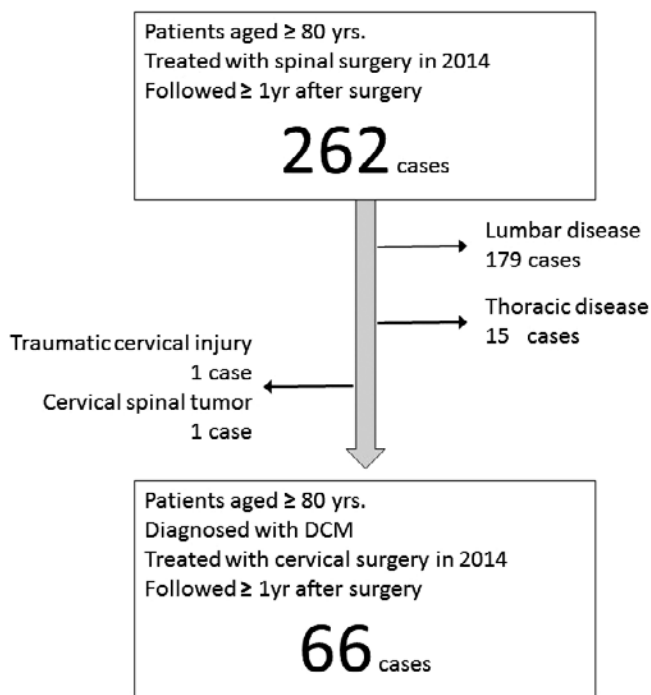 Patients aged ≥ 80 yrs.
Treated with spinal surgery in 2014
Followed ≥ 1yr after surgery
262 cases
Lumbar disease
179 cases
Thoracic disease
15 cases
Traumatic cervical injury
1 case
Cervical spinal tumor
1 case
Patients aged ≥ 80 yrs.
Diagnosed with DCM
Treated with cervical surgery in 2014
Followed ≥ 1yr after surgery
66 cases